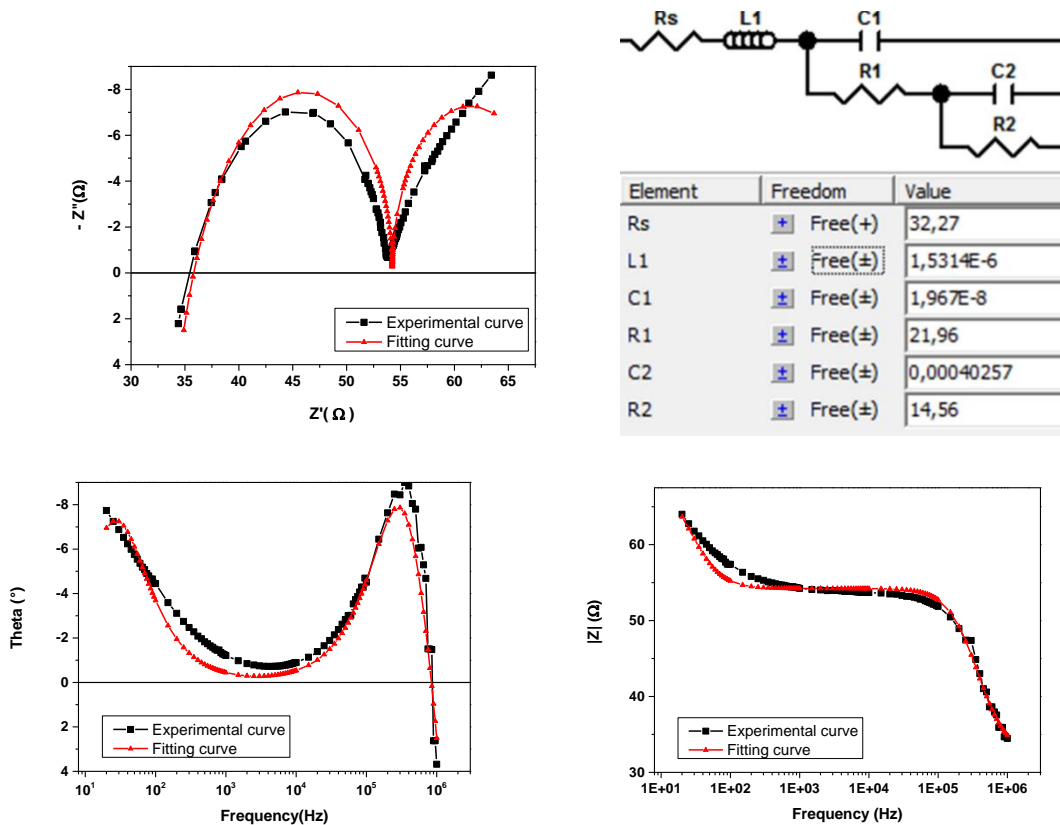 -8
-6
-4
-2
0
2
4
30 35 40 45 50 55 60 65
- Z''(Ω)
Z'( Ω )
Experimental curve
Fitting curve
Rs L1 C1
R1 C2
R2
Element Freedom Value
Rs + Free(+) 32,27
L1 ± Free(±) 1,5314E-6
C1 ± Free(±) 1,967E-8
R1 ± Free(±) 21,96
C2 ± Free(±) 0,00040257
R2 ± Free(±) 14,56
-8
-6
-4
-2
0
2
4
10¹ 10² 10³ 10⁴ 10⁵ 10⁶
Theta (°)
Frequency(Hz)
Experimental curve
Fitting curve
60
50
40
30
1E+01 1E+02 1E+03 1E+04 1E+05 1E+06
|Z| (Ω)
Frequency (Hz)
Experimental curve
Fitting curve